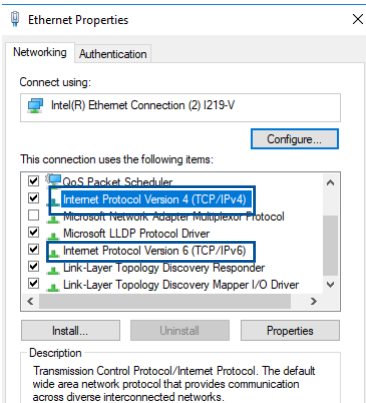 Ethernet Properties
Networking
Authentication
Connect using:
Intel(R) Ethernet Connection (2) I219-V
Configure...
This connection uses the following items:
QoS Packet Scheduler
Internet Protocol Version 4 (TCP/IPv4)
Microsoft Network Adapter Multiplexor Protocol
Microsoft LLDP Protocol Driver
Internet Protocol Version 6 (TCP/IPv6)
Link-Layer Topology Discovery Responder
Link-Layer Topology Discovery Mapper I/O Driver
Install...
Uninstall
Properties
Description
Transmission Control Protocol/Internet Protocol. The default
wide area network protocol that provides communication
across diverse interconnected networks.